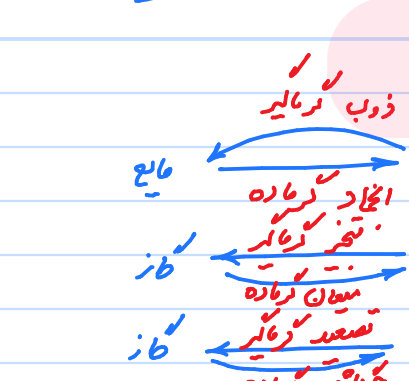 ذوب گرماگیر
مایع
انجماد گرماده
تبخیر گرماگیر
گاز
میعان گرماده
تصعید گرماگیر
گاز